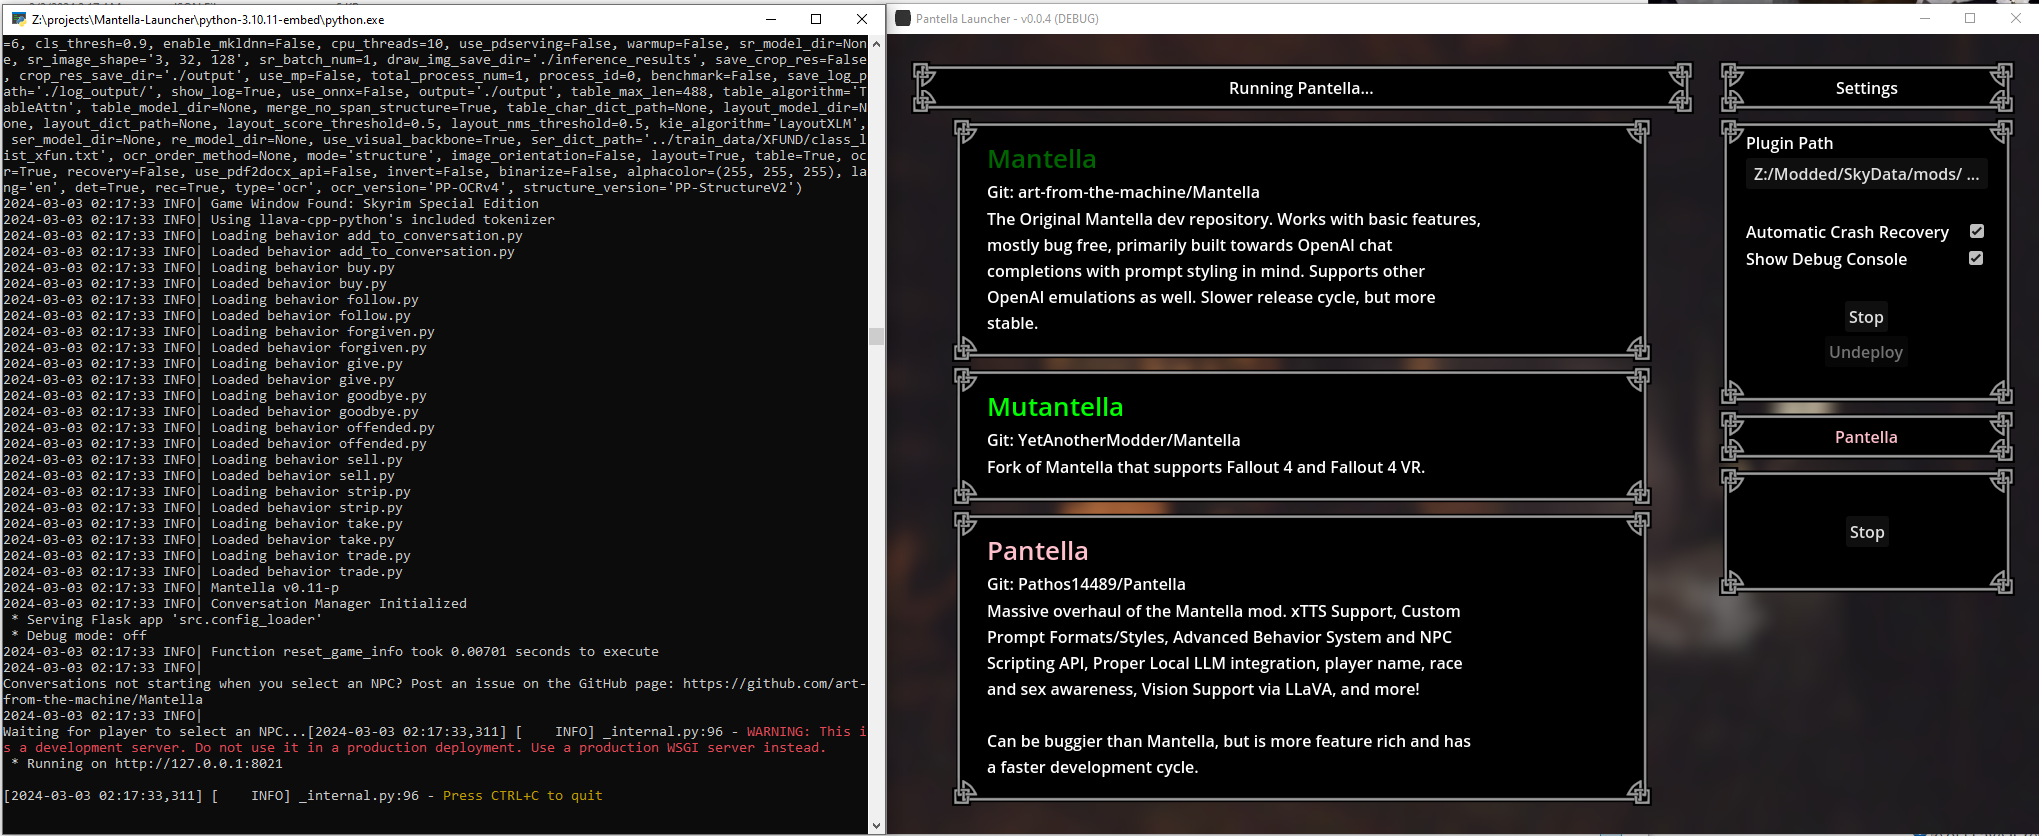 Z:\projects\Mantella-Launcher\python-3.10.11-embed\python.exe
=6, cls_thresh=0.9, enable_mkldnn=False, cpu_threads=10, use_pdserving=False, warmup=False, sr_model_dir=Non
e, sr_image_shape='3, 32, 128', sr_batch_num=1, draw_img_save_dir='./inference_results', save_crop_res=False
, crop_res_save_dir='./output', use_mp=False, total_process_num=1, process_id=0, benchmark=False, save_log_p
ath='./log_output/', show_log=True, use_onnx=False, output='./output', table_max_len=488, table_algorithm='T
ableAttn', table_model_dir=None, merge_no_span_structure=True, table_char_dict_path=None, layout_model_dir=N
one, layout_dict_path=None, layout_score_threshold=0.5, layout_nms_threshold=0.5, kie_algorithm='LayoutXLM',
 ser_model_dir=None, re_model_dir=None, use_visual_backbone=True, ser_dict_path='../train_data/XFUND/class_l
ist_xfun.txt', ocr_order_method=None, mode='structure', image_orientation=False, layout=True, table=True, oc
r=True, recovery=False, use_pdf2docx_api=False, invert=False, binarize=False, alphacolor=(255, 255, 255), la
ng='en', det=True, rec=True, type='ocr', ocr_version='PP-OCRv4', structure_version='PP-StructureV2')
2024-03-03 02:17:33 INFO| Game Window Found: Skyrim Special Edition
2024-03-03 02:17:33 INFO| Using llava-cpp-python's included tokenizer
2024-03-03 02:17:33 INFO| Loading behavior add_to_conversation.py
2024-03-03 02:17:33 INFO| Loaded behavior add_to_conversation.py
2024-03-03 02:17:33 INFO| Loading behavior buy.py
2024-03-03 02:17:33 INFO| Loaded behavior buy.py
2024-03-03 02:17:33 INFO| Loading behavior follow.py
2024-03-03 02:17:33 INFO| Loaded behavior follow.py
2024-03-03 02:17:33 INFO| Loading behavior forgiven.py
2024-03-03 02:17:33 INFO| Loaded behavior forgiven.py
2024-03-03 02:17:33 INFO| Loading behavior give.py
2024-03-03 02:17:33 INFO| Loaded behavior give.py
2024-03-03 02:17:33 INFO| Loading behavior goodbye.py
2024-03-03 02:17:33 INFO| Loaded behavior goodbye.py
2024-03-03 02:17:33 INFO| Loading behavior offended.py
2024-03-03 02:17:33 INFO| Loaded behavior offended.py
2024-03-03 02:17:33 INFO| Loading behavior sell.py
2024-03-03 02:17:33 INFO| Loaded behavior sell.py
2024-03-03 02:17:33 INFO| Loading behavior strip.py
2024-03-03 02:17:33 INFO| Loaded behavior strip.py
2024-03-03 02:17:33 INFO| Loading behavior take.py
2024-03-03 02:17:33 INFO| Loaded behavior take.py
2024-03-03 02:17:33 INFO| Loading behavior trade.py
2024-03-03 02:17:33 INFO| Loaded behavior trade.py
2024-03-03 02:17:33 INFO| Mantella v0.11-p
2024-03-03 02:17:33 INFO| Conversation Manager Initialized
 * Serving Flask app 'src.config_loader'
 * Debug mode: off
2024-03-03 02:17:33 INFO| Function reset_game_info took 0.00701 seconds to execute
2024-03-03 02:17:33 INFO|
Conversations not starting when you select an NPC? Post an issue on the GitHub page: https://github.com/art-
from-the-machine/Mantella
2024-03-03 02:17:33 INFO|
Waiting for player to select an NPC...[2024-03-03 02:17:33,311] [    INFO] _internal.py:96 - WARNING: This i
s a development server. Do not use it in a production deployment. Use a production WSGI server instead.
 * Running on http://127.0.0.1:8021
[2024-03-03 02:17:33,311] [    INFO] _internal.py:96 - Press CTRL+C to quit
Pantella Launcher - v0.0.4 (DEBUG)
Running Pantella...
Mantella
Git: art-from-the-machine/Mantella
The Original Mantella dev repository. Works with basic features,
mostly bug free, primarily built towards OpenAI chat
completions with prompt styling in mind. Supports other
OpenAI emulations as well. Slower release cycle, but more
stable.
Mutantella
Git: YetAnotherModder/Mantella
Fork of Mantella that supports Fallout 4 and Fallout 4 VR.
Pantella
Git: Pathos14489/Pantella
Massive overhaul of the Mantella mod. xTTS Support, Custom
Prompt Formats/Styles, Advanced Behavior System and NPC
Scripting API, Proper Local LLM integration, player name, race
and sex awareness, Vision Support via LLaVA, and more!
Can be buggier than Mantella, but is more feature rich and has
a faster development cycle.
Settings
Plugin Path
Z:/Modded/SkyData/mods/ ...
Automatic Crash Recovery
Show Debug Console
Stop
Undeploy
Pantella
Stop